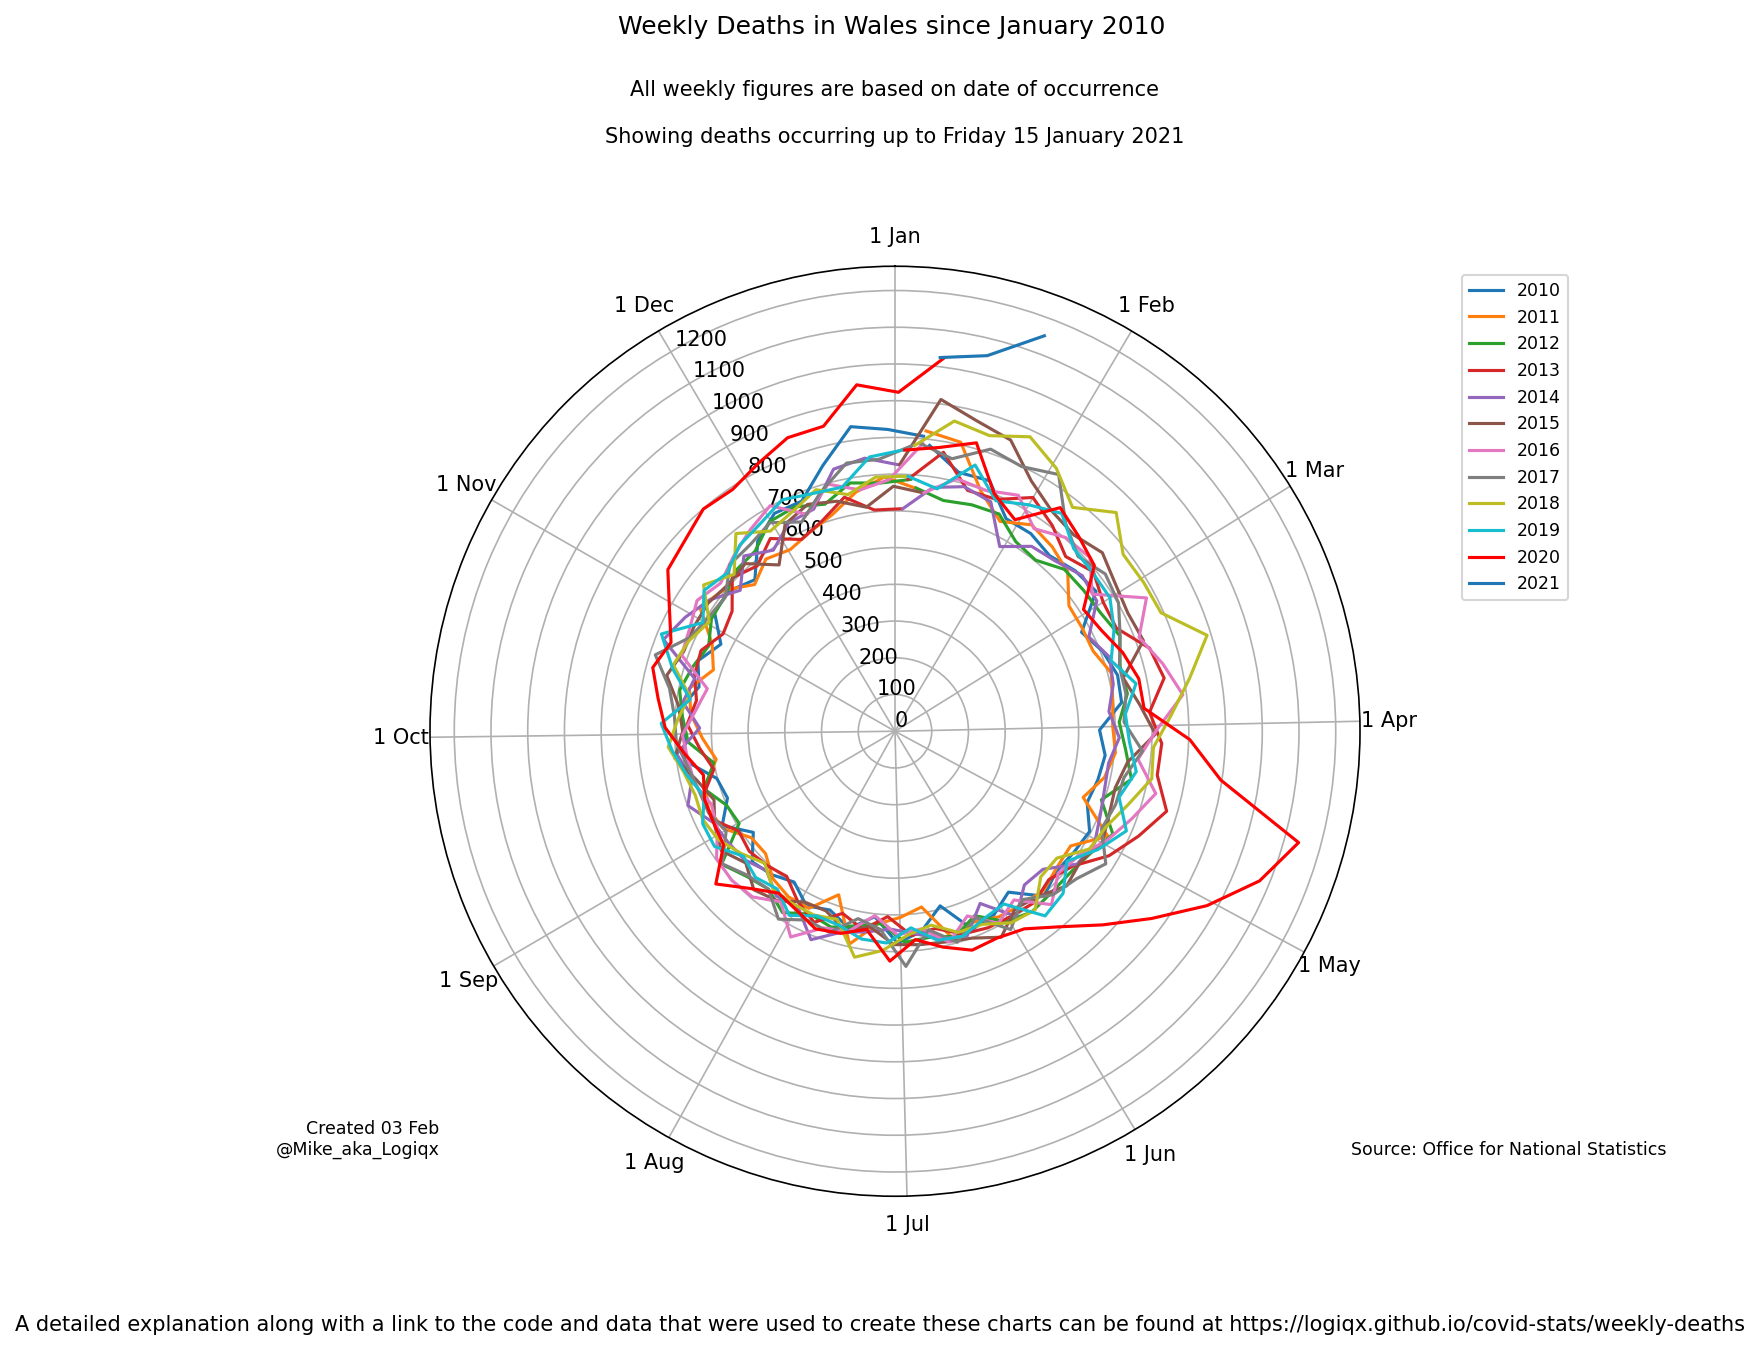 Weekly Deaths in Wales since January 2010
All weekly figures are based on date of occurrence
Showing deaths occurring up to Friday 15 January 2021
1 Jan
1 Feb
1 Mar
1 Apr
1 May
1 Jun
1 Jul
1 Aug
1 Sep
1 Oct
1 Nov
1 Dec
1200
1100
1000
900
800
700
600
500
400
300
200
100
0
2010
2011
2012
2013
2014
2015
2016
2017
2018
2019
2020
2021
Created 03 Feb
@Mike_aka_Logiqx
Source: Office for National Statistics
A detailed explanation along with a link to the code and data that were used to create these charts can be found at https://logiqx.github.io/covid-stats/weekly-deaths